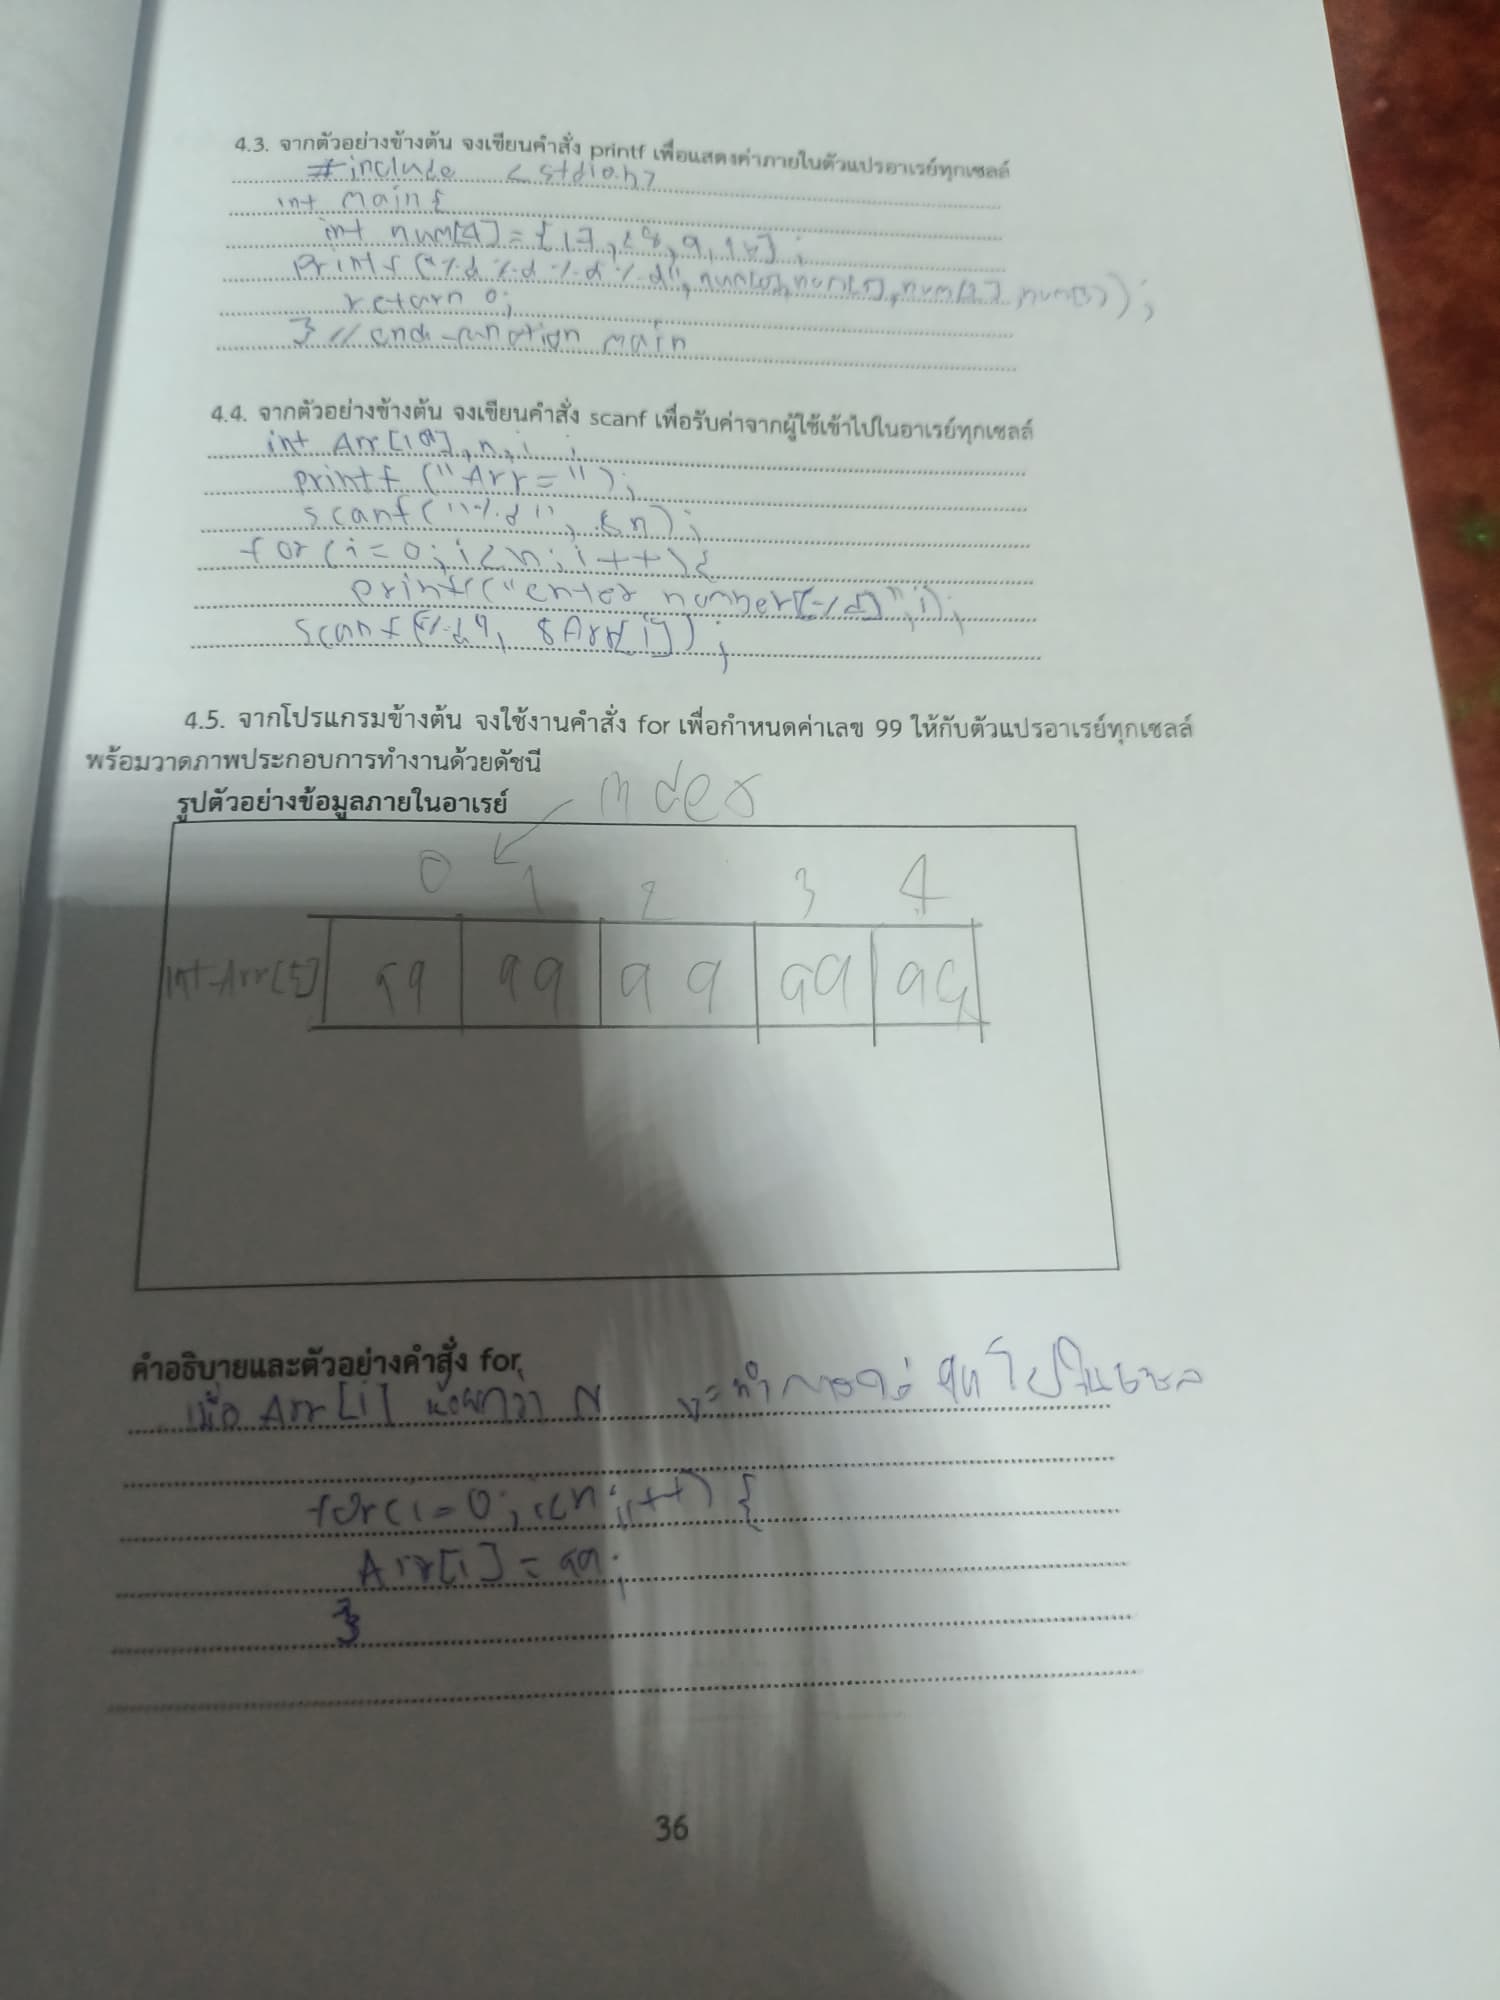 4.3. จากตัวอย่างข้างต้น จงเขียนคำสั่ง printf เพื่อแสดงค่าภายในตัวแปรอาเรย์ทุกเซลล์
#include <stdio.h>
int main{
int num[4] = {
printf("%d %d %d %d", num[0],num[1],num[2],num[3]);
return 0;
} // end function main
4.4. จากตัวอย่างข้างต้น จงเขียนคำสั่ง scanf เพื่อรับค่าจากผู้ใช้เข้าไปในอาเรย์ทุกเซลล์
int Arr[10],n,i;
printf ("Arr=");
scanf("%d", &n);
for(i=0; i<n; i++){
printf("enter number[%d]",i);
scanf("%d", &Arr[i]);
4.5. จากโปรแกรมข้างต้น จงใช้งานคำสั่ง for เพื่อกำหนดค่าเลข 99 ให้กับตัวแปรอาเรย์ทุกเซลล์
พร้อมวาดภาพประกอบการทำงานด้วยดัชนี
รูปตัวอย่างข้อมูลภายในอาเรย์
index
0 1 2 3 4
int Arr[5] 99 99 99 99 99
คำอธิบายและตัวอย่างคำสั่ง for
เมื่อ Arr[i] น้อยกว่า N จะทำการ 99 ไปในเซล
for(i=0; i<n; i++) {
Arr[i] = 99;
}
36